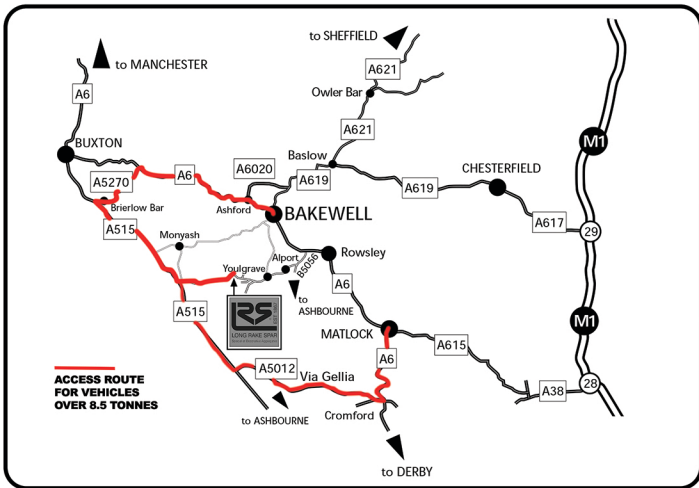 to SHEFFIELD
to MANCHESTER
A621
A6
Owler Bar
A621
BUXTON
M1
Baslow
A6020
CHESTERFIELD
A5270
A6
A619
A619
Brierlow Bar
Ashford
BAKEWELL
A617
A515
29
Monyash
Alport
Rowsley
Youlgrave
B5056
A6
to
ASHBOURNE
A515
LRS
LONG RAKE SPAR
MATLOCK
M1
A615
A6
ACCESS ROUTE
FOR VEHICLES
OVER 8.5 TONNES
A5012
Via Gellia
28
A38
Cromford
to ASHBOURNE
to DERBY